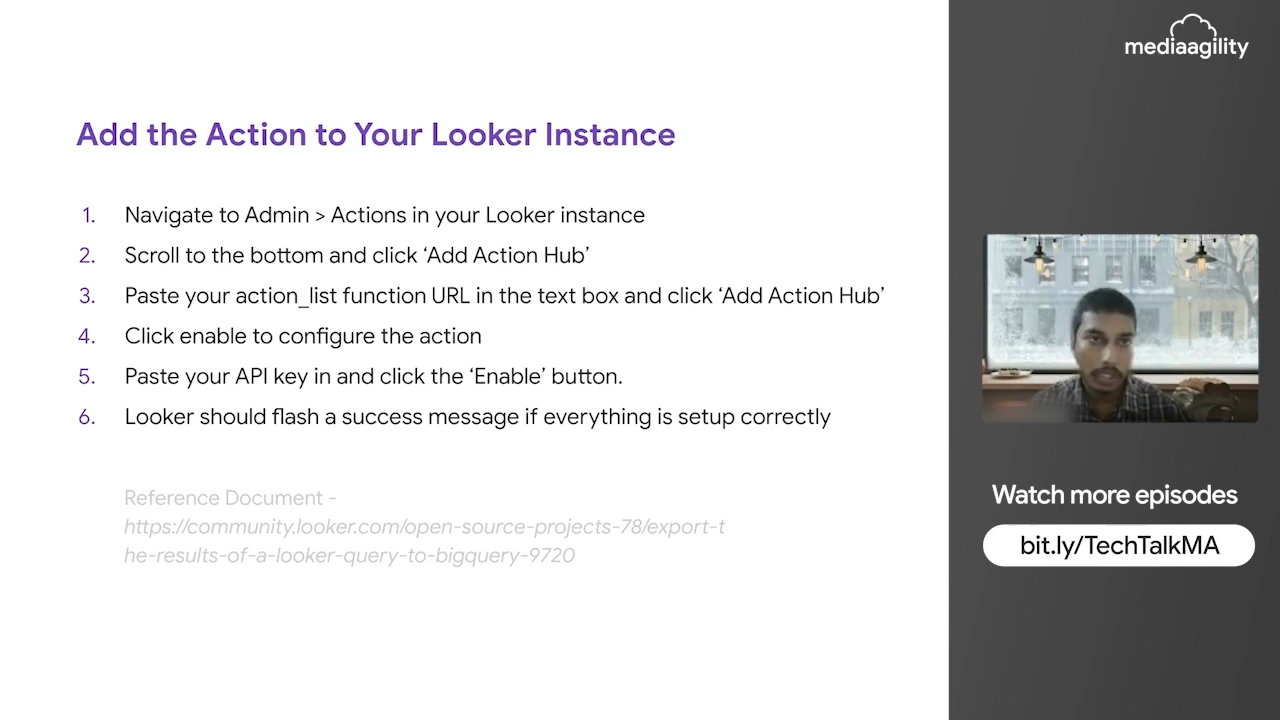 mediaagility
Add the Action to Your Looker Instance
1. Navigate to Admin > Actions in your Looker instance
2. Scroll to the bottom and click ‘Add Action Hub’
3. Paste your action_list function URL in the text box and click ‘Add Action Hub’
4. Click enable to configure the action
5. Paste your API key in and click the ‘Enable’ button.
6. Looker should flash a success message if everything is setup correctly
Reference Document -
https://community.looker.com/open-source-projects-78/export-t
he-results-of-a-looker-query-to-bigquery-9720
Watch more episodes
bit.ly/TechTalkMA